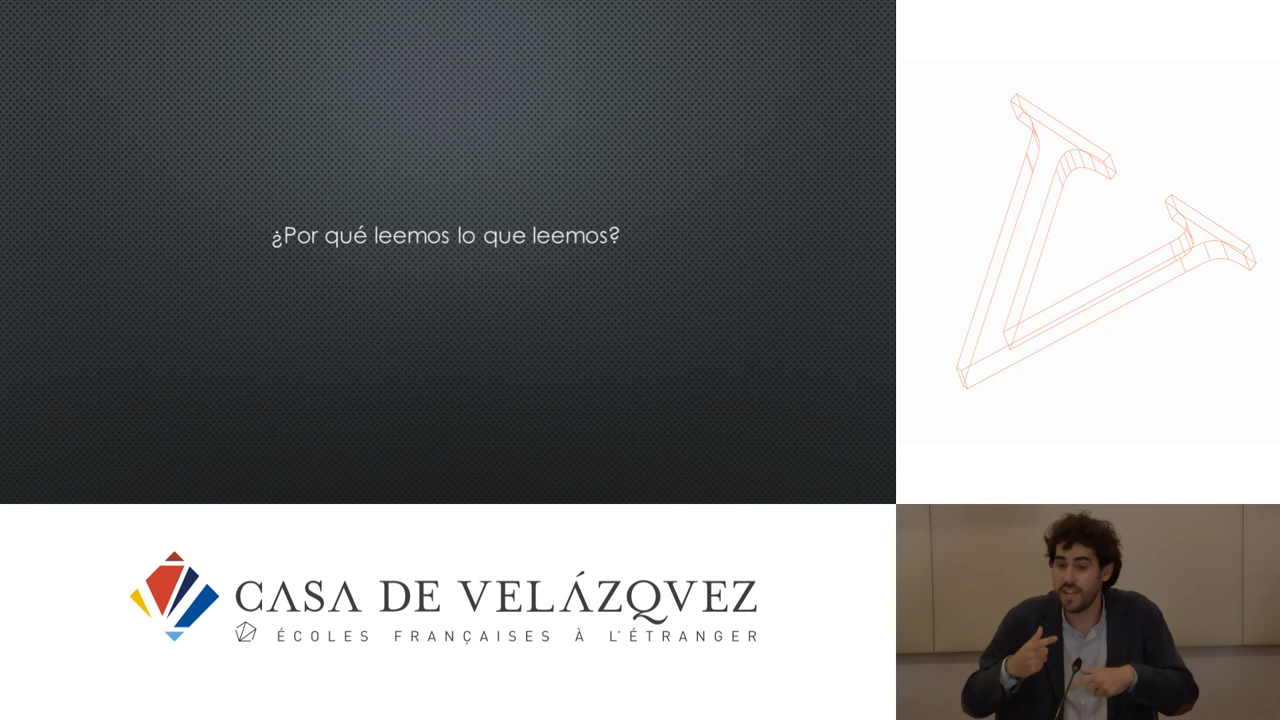 ¿Por qué leemos lo que leemos?
CASA DE VELÁZQVEZ
ÉCOLES FRANÇAISES À L'ÉTRANGER